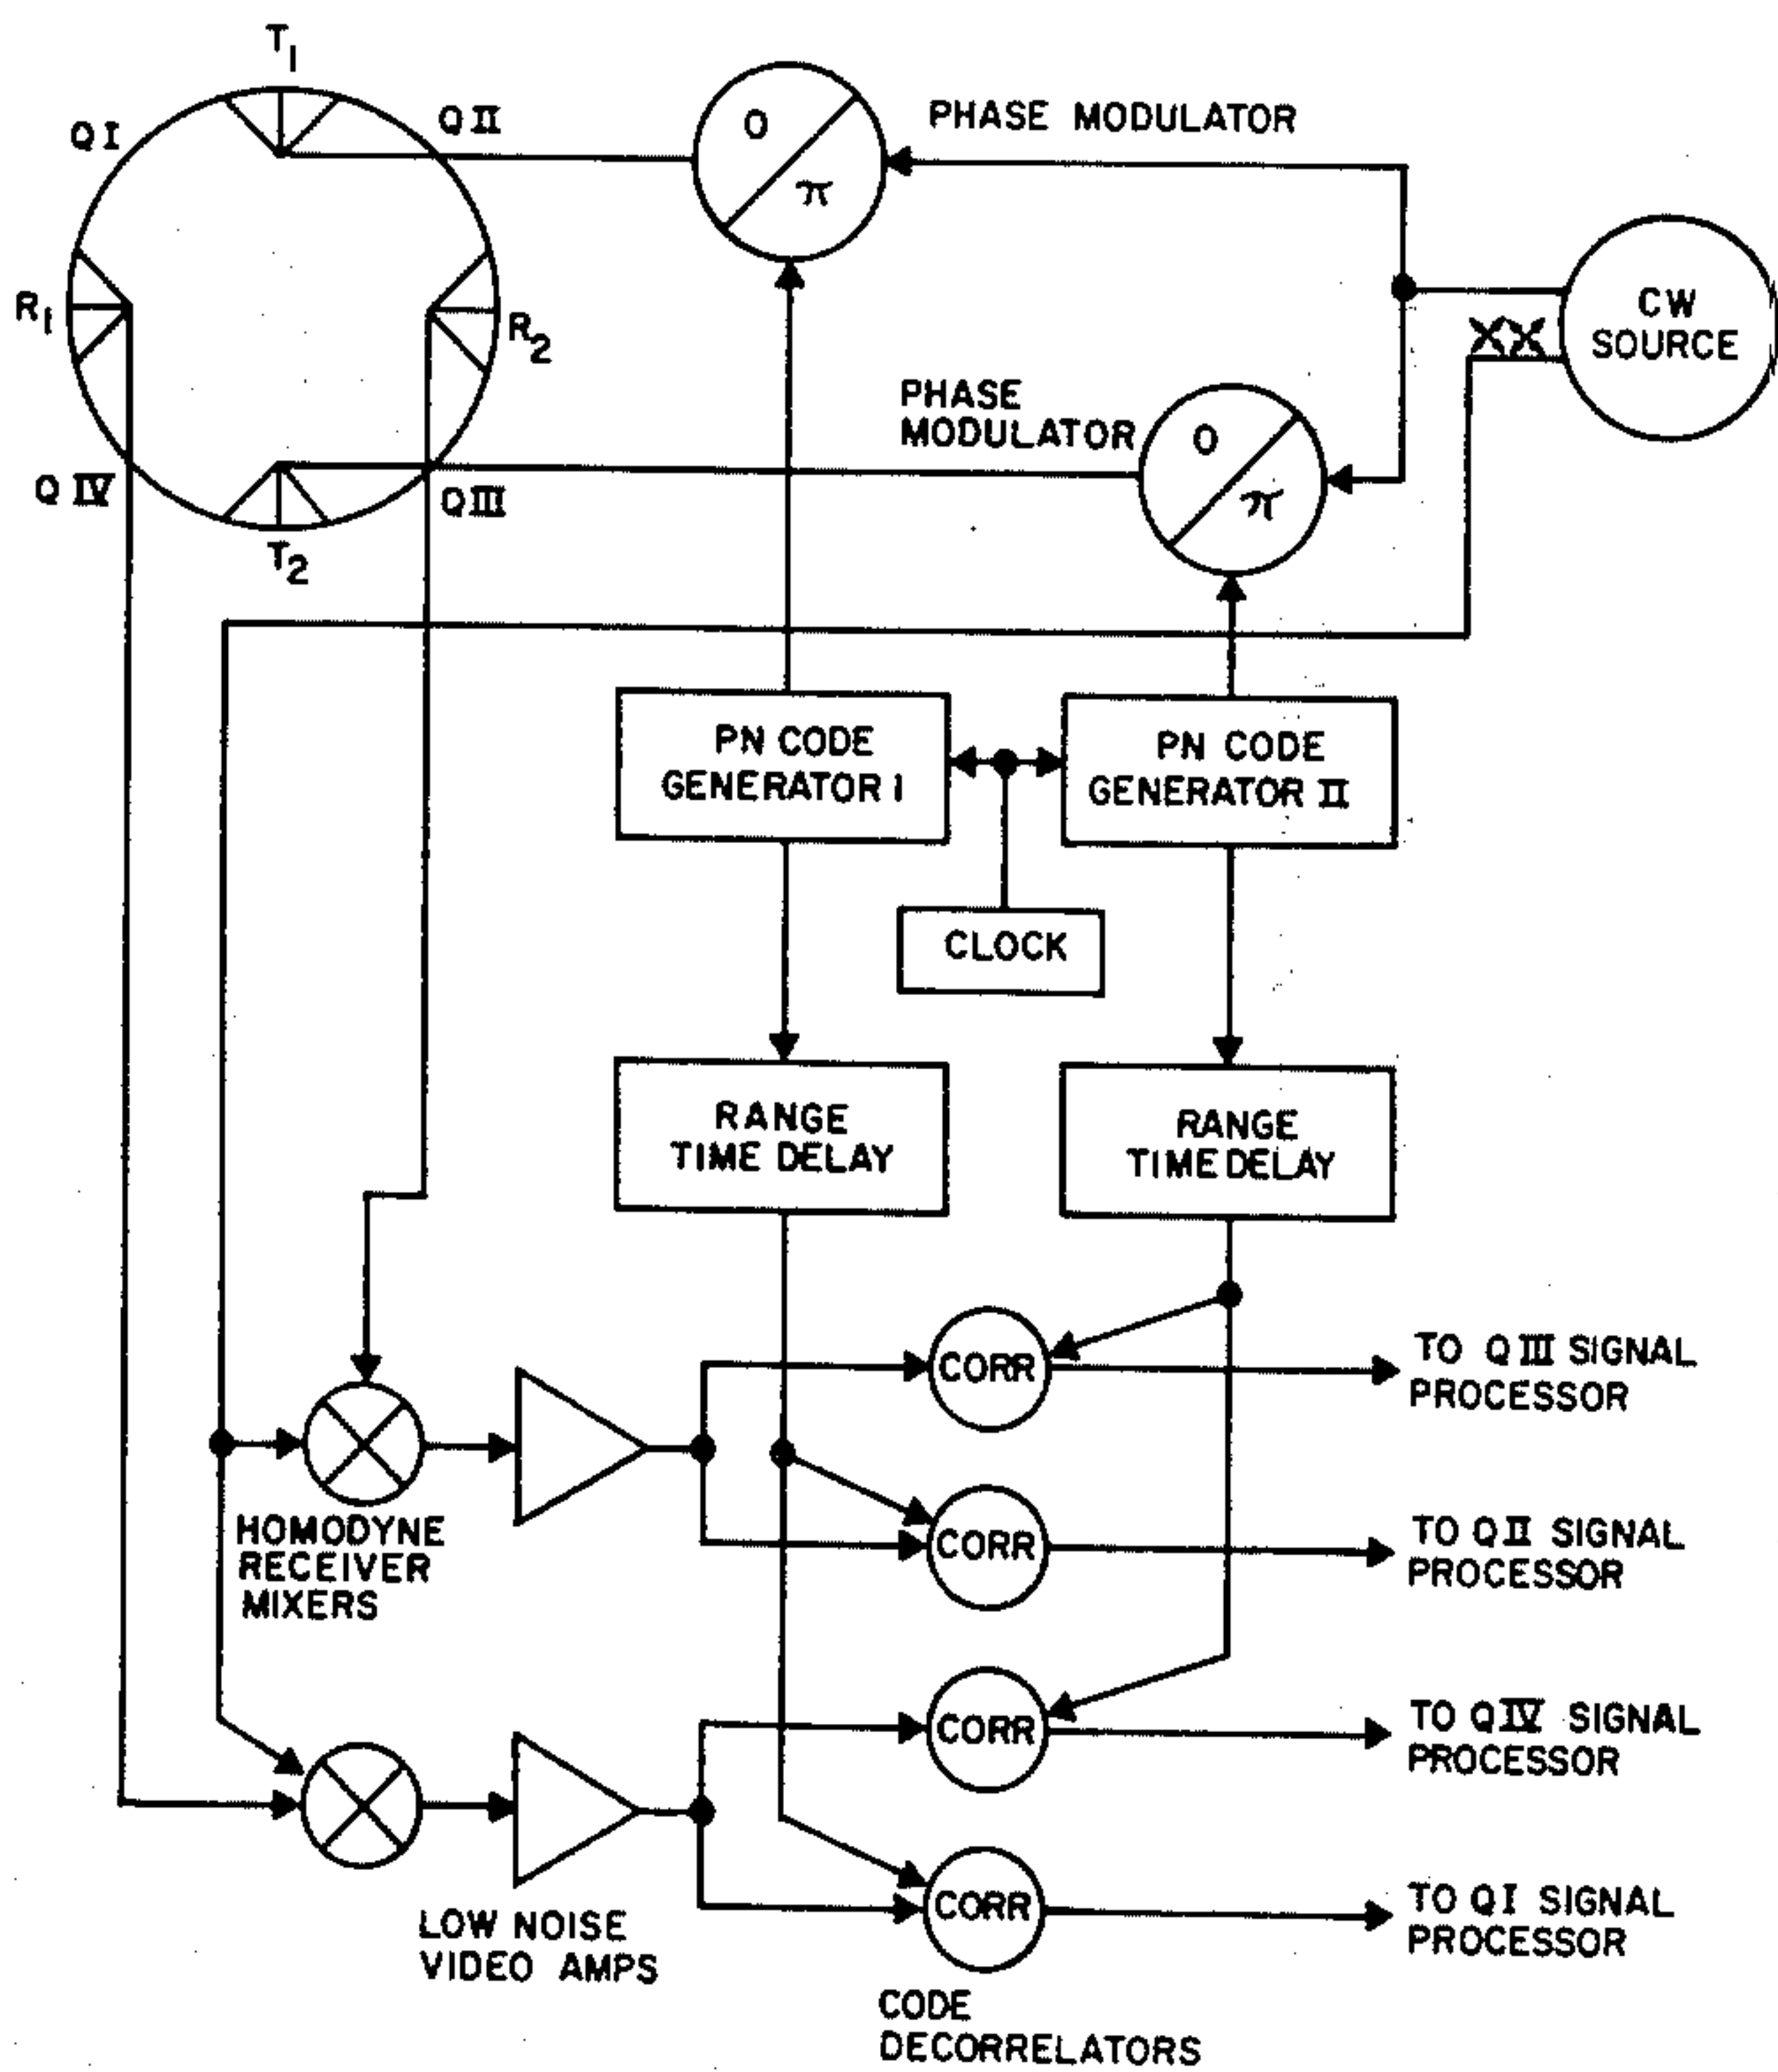 T1
QI
QII
O
π
PHASE MODULATOR
R1
R2
XX
CW
SOURCE
PHASE
MODULATOR
O
π
QIV
QIII
T2
PN CODE
GENERATOR I
PN CODE
GENERATOR II
CLOCK
RANGE
TIME DELAY
RANGE
TIME DELAY
CORR
TO QIII SIGNAL
PROCESSOR
HOMODYNE
RECEIVER
MIXERS
CORR
TO QII SIGNAL
PROCESSOR
CORR
TO QIV SIGNAL
PROCESSOR
LOW NOISE
VIDEO AMPS
CORR
TO QI SIGNAL
PROCESSOR
CODE
DECORRELATORS